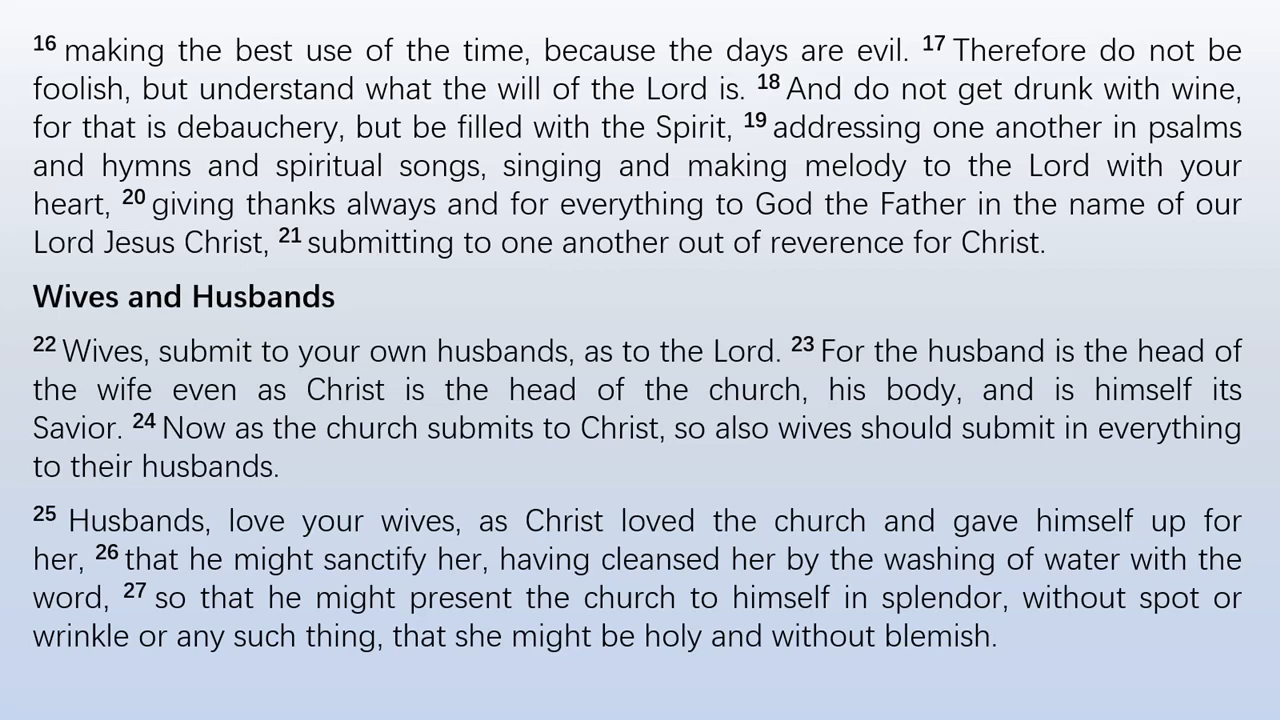 16 making the best use of the time, because the days are evil. 17 Therefore do not be
foolish, but understand what the will of the Lord is. 18 And do not get drunk with wine,
for that is debauchery, but be filled with the Spirit, 19 addressing one another in psalms
and hymns and spiritual songs, singing and making melody to the Lord with your
heart, 20 giving thanks always and for everything to God the Father in the name of our
Lord Jesus Christ, 21 submitting to one another out of reverence for Christ.
Wives and Husbands
22 Wives, submit to your own husbands, as to the Lord. 23 For the husband is the head of
the wife even as Christ is the head of the church, his body, and is himself its
Savior. 24 Now as the church submits to Christ, so also wives should submit in everything
to their husbands.
25 Husbands, love your wives, as Christ loved the church and gave himself up for
her, 26 that he might sanctify her, having cleansed her by the washing of water with the
word, 27 so that he might present the church to himself in splendor, without spot or
wrinkle or any such thing, that she might be holy and without blemish.